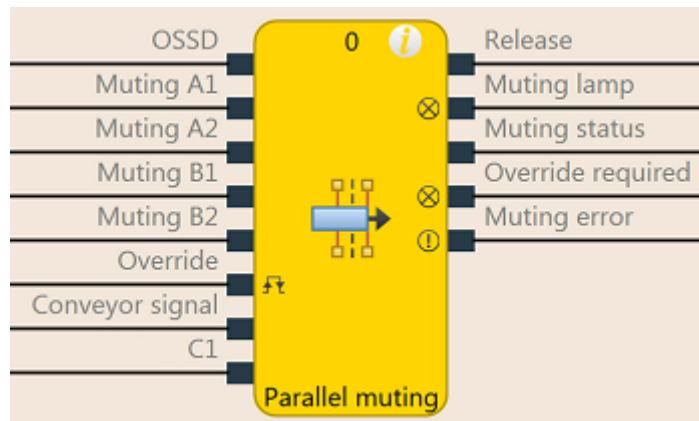 OSSD
Muting A1
Muting A2
Muting B1
Muting B2
Override
Conveyor signal
C1
0
i
Parallel muting
Release
Muting lamp
Muting status
Override required
Muting error